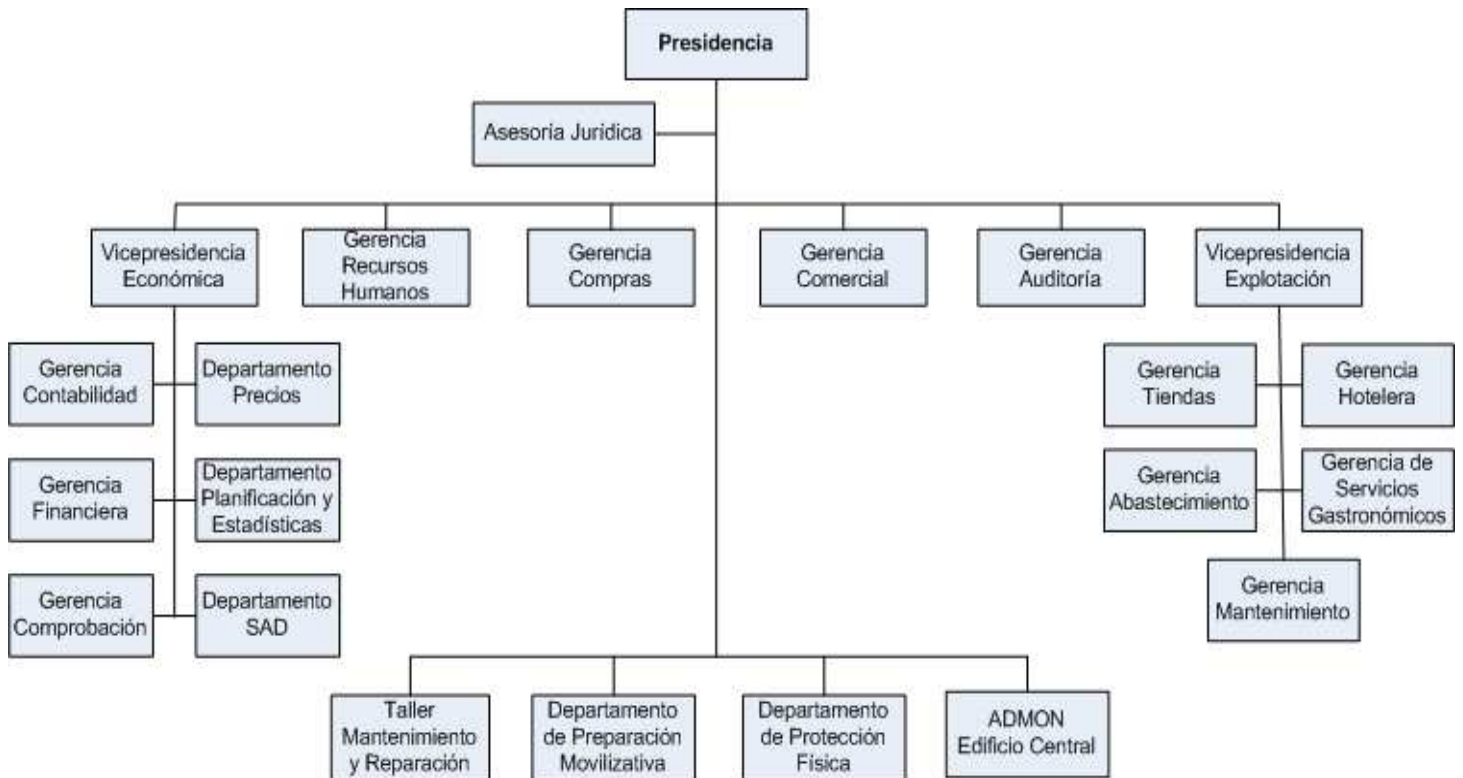 Presidencia
Asesoría Jurídica
Vicepresidencia
Económica
Gerencia
Recursos
Humanos
Gerencia
Compras
Gerencia
Comercial
Gerencia
Auditoría
Vicepresidencia
Explotación
Gerencia
Contabilidad
Departamento
Precios
Gerencia
Tiendas
Gerencia
Hotelera
Gerencia
Financiera
Departamento
Planificación y
Estadísticas
Gerencia
Abastecimiento
Gerencia de
Servicios
Gastronómicos
Gerencia
Comprobación
Departamento
SAD
Gerencia
Mantenimiento
Taller
Mantenimiento
y Reparación
Departamento
de Preparación
Movilizativa
Departamento
de Protección
Física
ADMON
Edificio Central